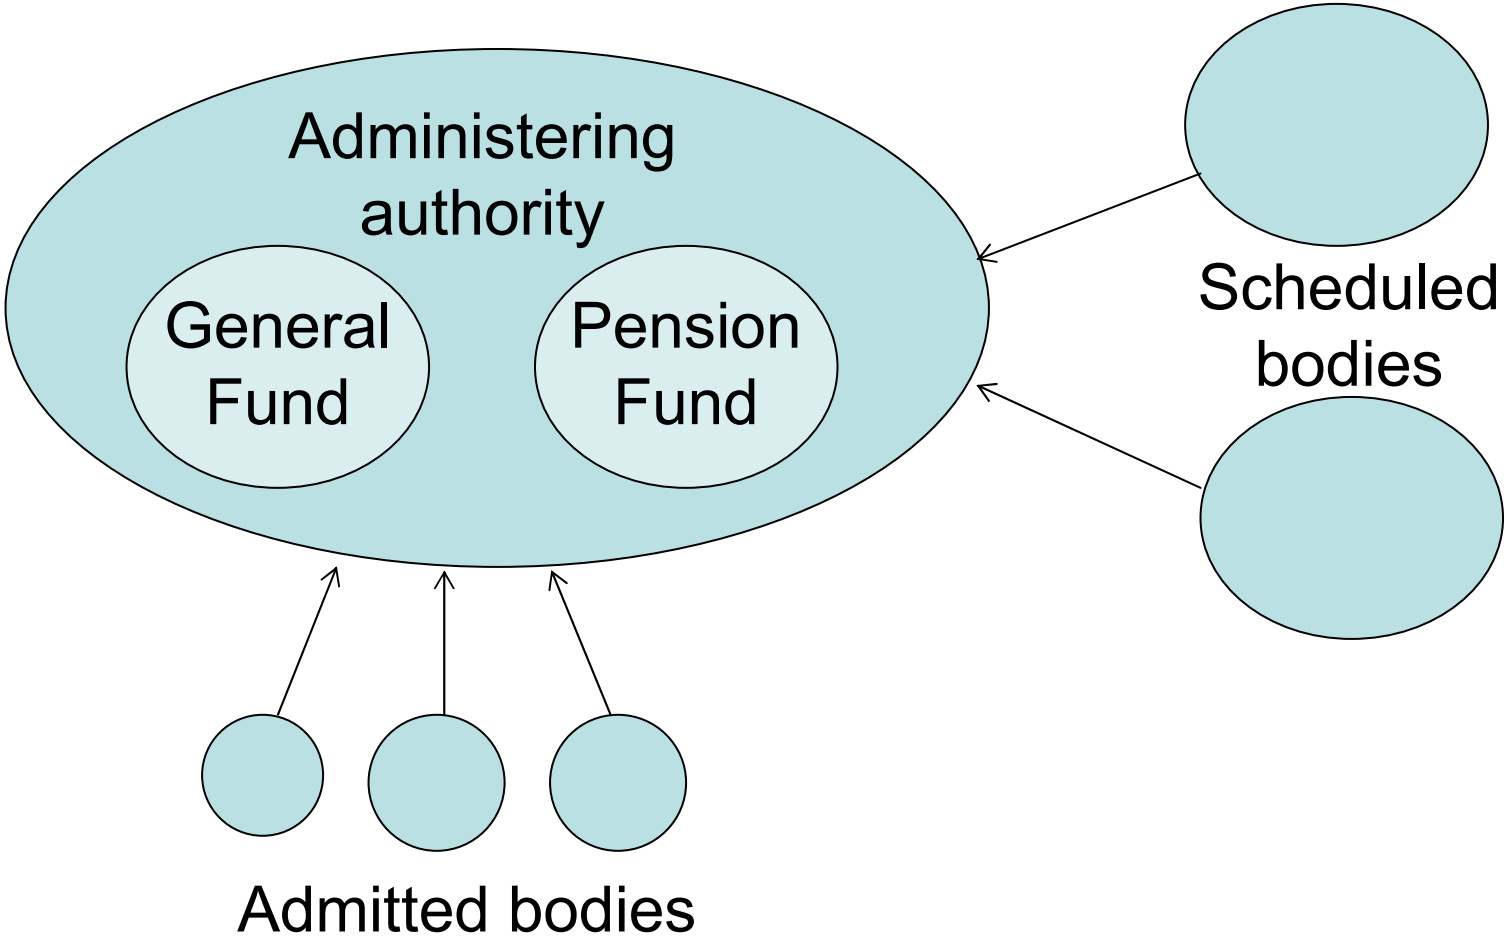 Administering
authority
General
Fund
Pension
Fund
Scheduled
bodies
Admitted bodies